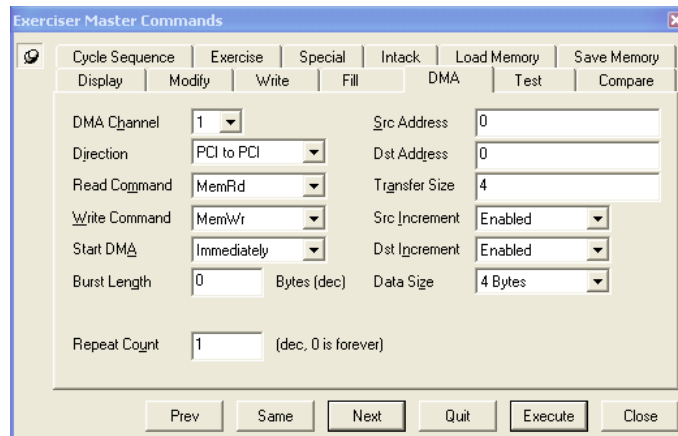 Exerciser Master Commands
Cycle Sequence Exercise Special Intack Load Memory Save Memory
Display Modify Write Fill DMA Test Compare
DMA Channel 1 Src Address 0
Direction PCI to PCI Dst Address 0
Read Command MemRd Transfer Size 4
Write Command MemWr Src Increment Enabled
Start DMA Immediately Dst Increment Enabled
Burst Length 0 Bytes (dec) Data Size 4 Bytes
Repeat Count 1 (dec, 0 is forever)
Prev Same Next Quit Execute Close